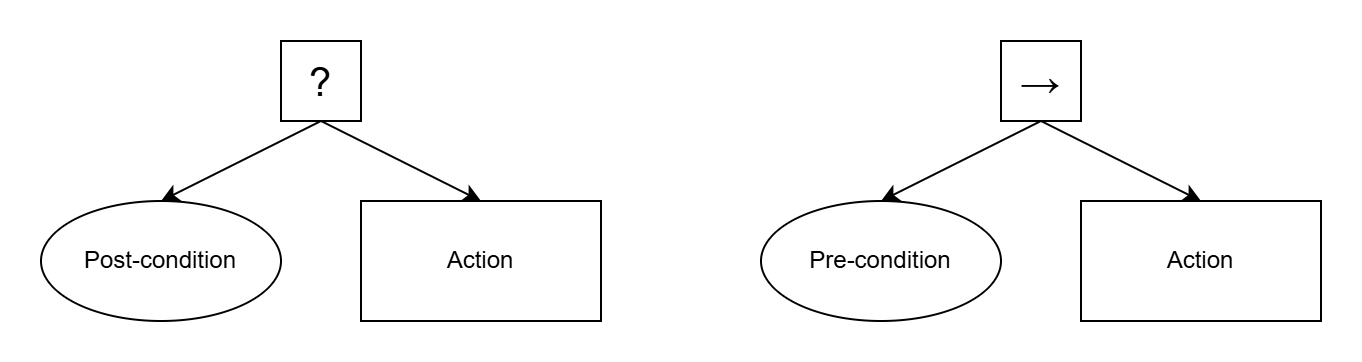 ?
→
Post-condition
Action
Pre-condition
Action